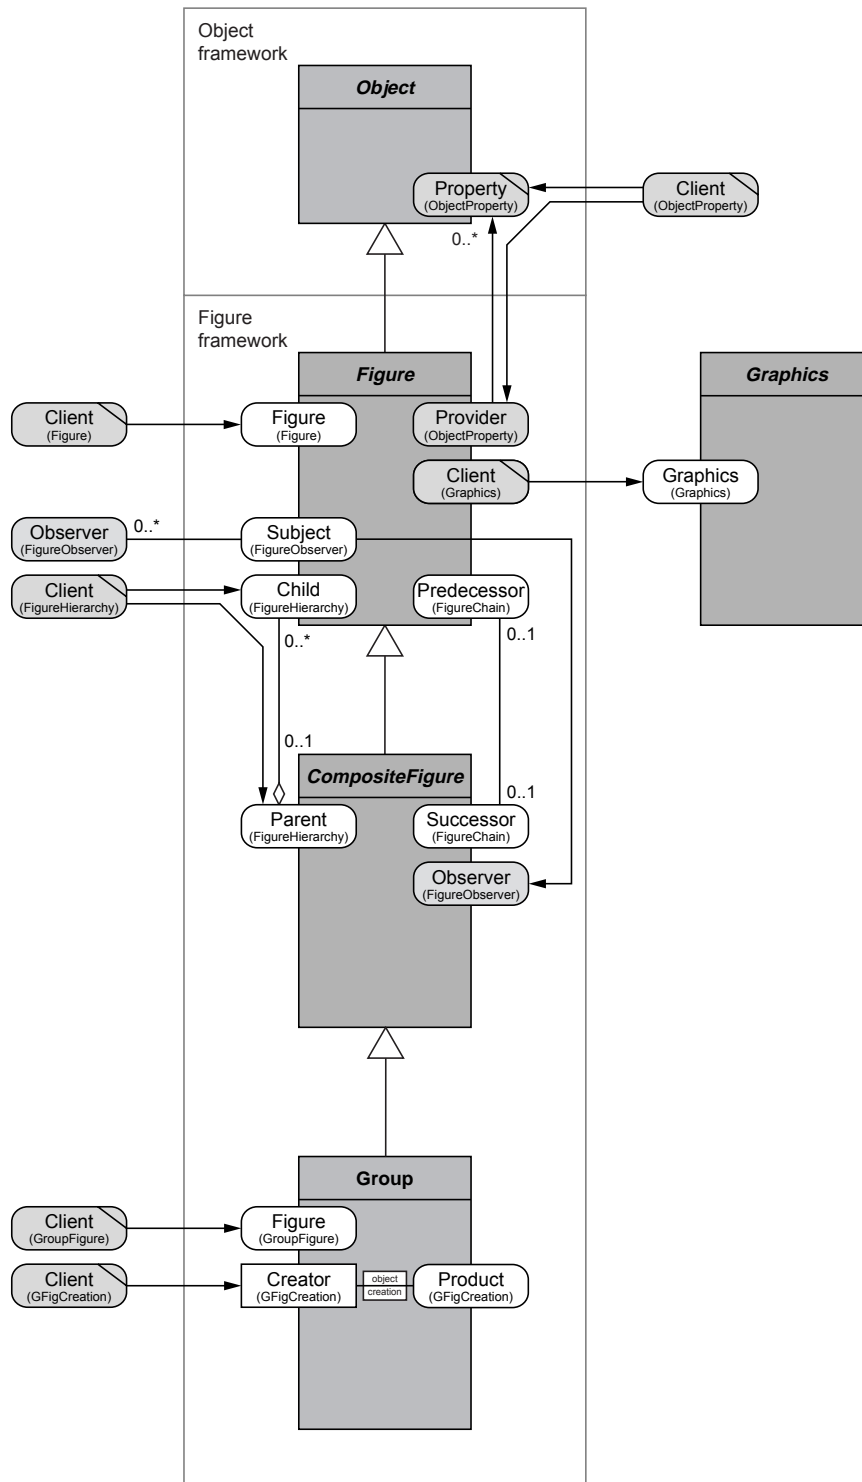 Object
framework
Object
Property
(ObjectProperty)
Client
(ObjectProperty)
0..*
Figure
framework
Figure
Graphics
Client
(Figure)
Figure
(Figure)
Provider
(ObjectProperty)
Client
(Graphics)
Graphics
(Graphics)
Observer
(FigureObserver)
0..*
Subject
(FigureObserver)
Client
(FigureHierarchy)
Child
(FigureHierarchy)
Predecessor
(FigureChain)
0..*
0..1
0..1
CompositeFigure
0..1
Parent
(FigureHierarchy)
Successor
(FigureChain)
Observer
(FigureObserver)
Group
Client
(GroupFigure)
Figure
(GroupFigure)
Client
(GFigCreation)
Creator
(GFigCreation)
object
creation
Product
(GFigCreation)